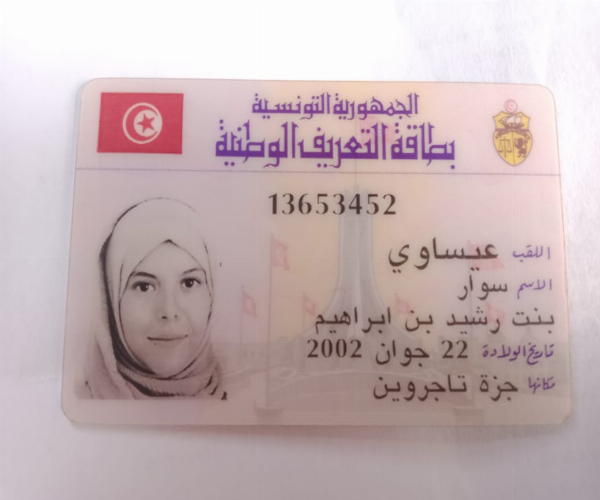 الجمهورية التونسية
بطاقة التعريف الوطنية
13653452
اللقب عيساوي
الاسم سوار
بنت رشيد بن ابراهيم
تاريخ الولادة 22 جوان 2002
مكانها جزة تاجروين